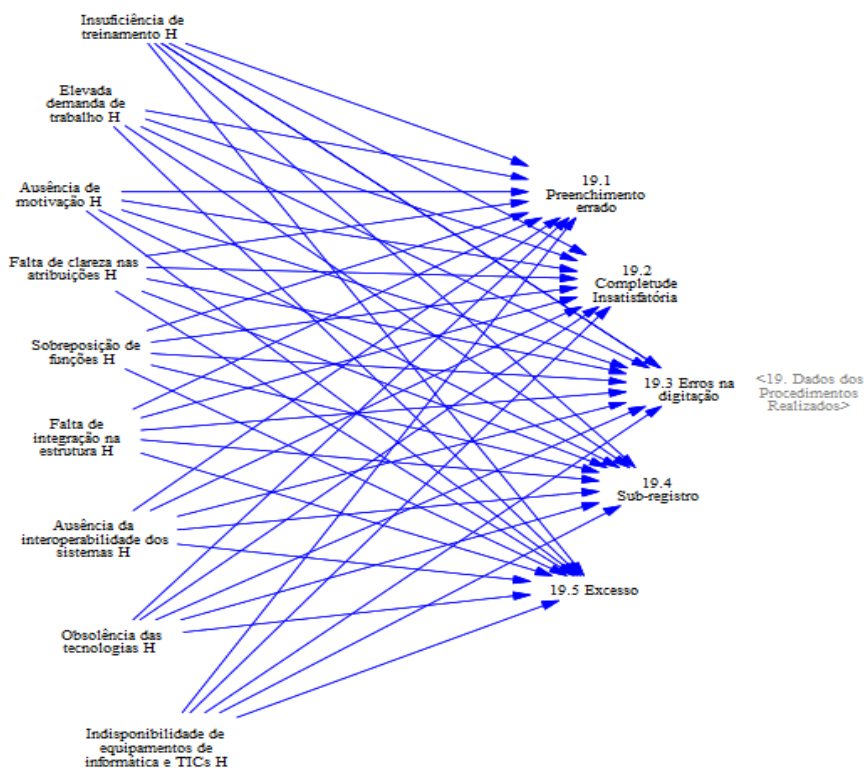 Insuficiência de
treinamento H
Elevada
demanda de
trabalho H
Ausência de
motivação H
Falta de clareza nas
atribuições H
Sobreposição de
funções H
Falta de
integração na
estrutura H
Ausência da
interoperabilidade dos
sistemas H
Obsolência das
tecnologias H
Indisponibilidade de
equipamentos de
informática e TICs H
19.1
Preenchimento
errado
19.2
Completude
Insatisfatória
19.3 Erros na
digitação
19.4
Sub-registro
19.5 Excesso
<19. Dados dos
Procedimentos
Realizados>